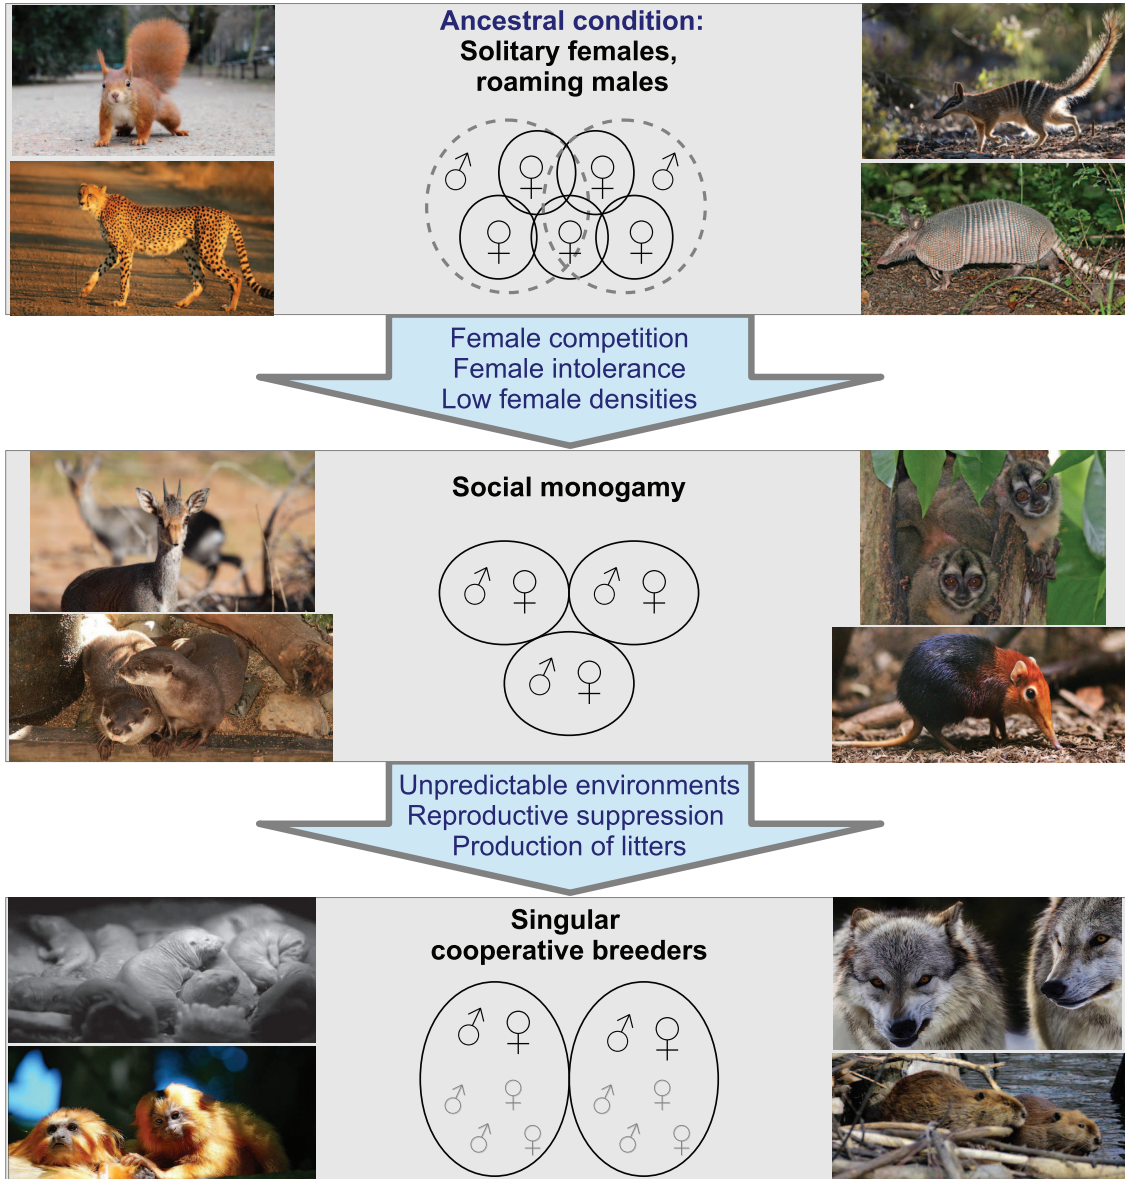 Ancestral condition:
Solitary females,
roaming males
Female competition
Female intolerance
Low female densities
Social monogamy
Unpredictable environments
Reproductive suppression
Production of litters
Singular
cooperative breeders